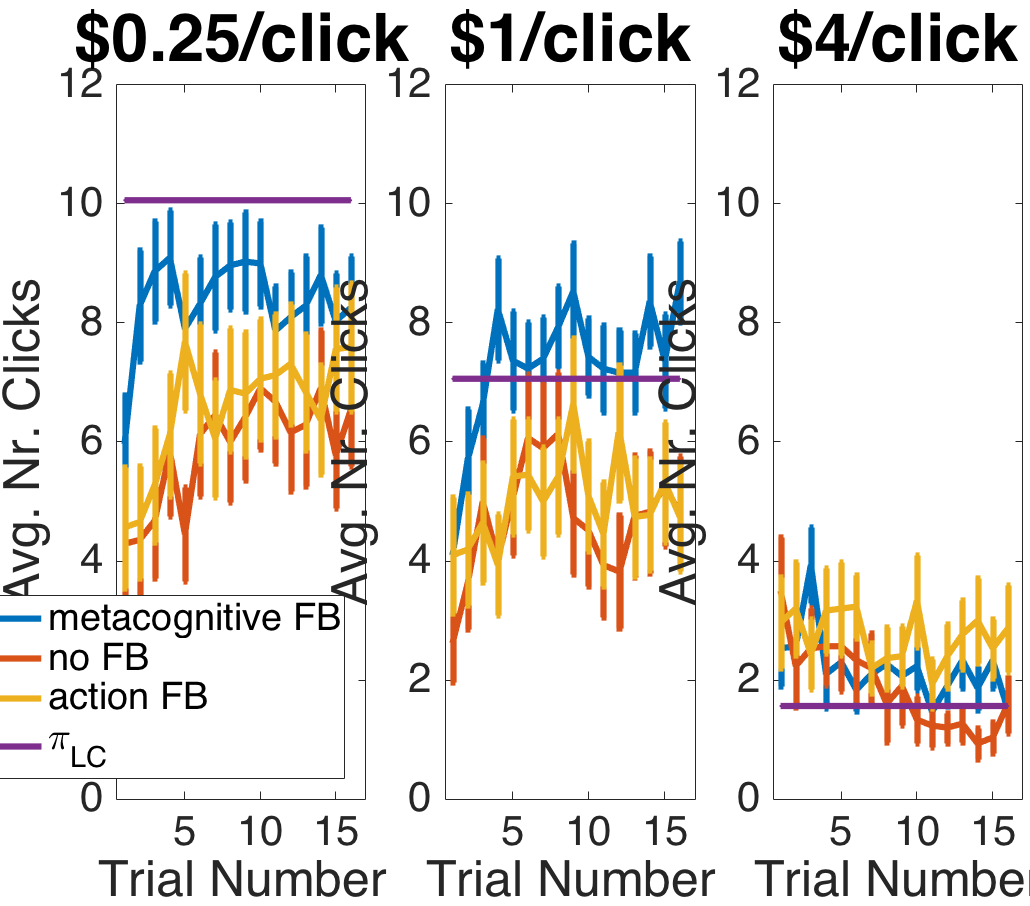 $0.25/click
$1/click
$4/click
12
10
8
6
4
2
0
Avg. Nr. Clicks
5 10 15
Trial Number
metacognitive FB
no FB
action FB
π LC
12
10
8
6
4
2
0
Avg. Nr. Clicks
5 10 15
Trial Number
12
10
8
6
4
2
0
Avg. Nr. Clicks
5 10 15
Trial Number